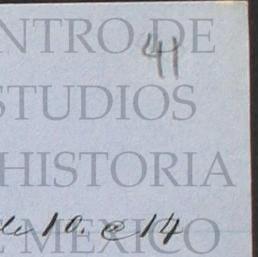 NTRO DE
41
STUDIOS
HISTORIA
de 10. e 14
E MEXICO